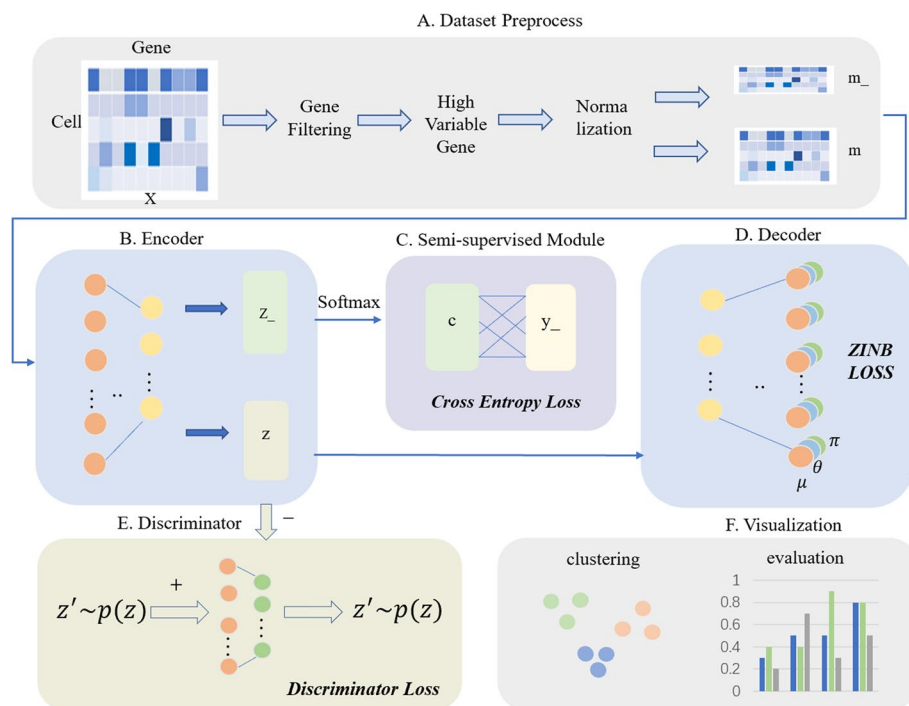 A. Dataset Preprocess
Gene
Cell
X
Gene
Filtering
High
Variable
Gene
Norma
lization
m_
m
B. Encoder
z_
z
Softmax
C. Semi-supervised Module
c
y_
Cross Entropy Loss
D. Decoder
ZINB
LOSS
π
θ
μ
E. Discriminator
–
z′~p(z)
+
z′~p(z)
Discriminator Loss
F. Visualization
clustering
evaluation
1
0.8
0.6
0.4
0.2
0